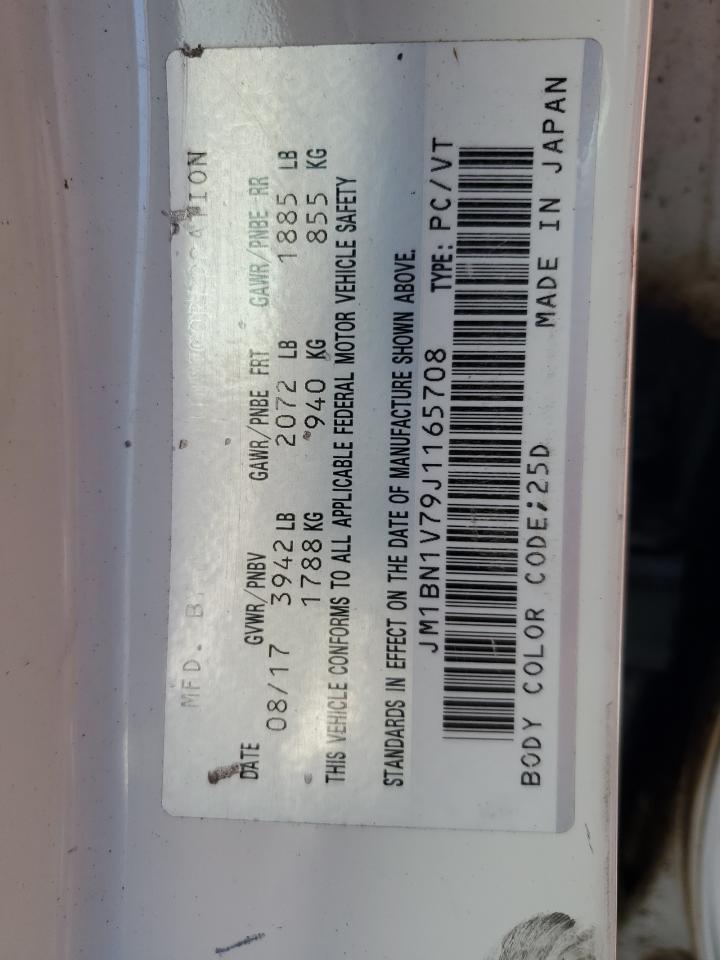 MFD. B
DATE GVWR/PNBV GAWR/PNBE FRT GAWR/PNBE RR
08/17 3942 LB 2072 LB 1885 LB
1788 KG 940 KG 855 KG
THIS VEHICLE CONFORMS TO ALL APPLICABLE FEDERAL MOTOR VEHICLE SAFETY
STANDARDS IN EFFECT ON THE DATE OF MANUFACTURE SHOWN ABOVE.
JM1BN1V79J1165708 TYPE: PC/VT
BODY COLOR CODE;25D MADE IN JAPAN